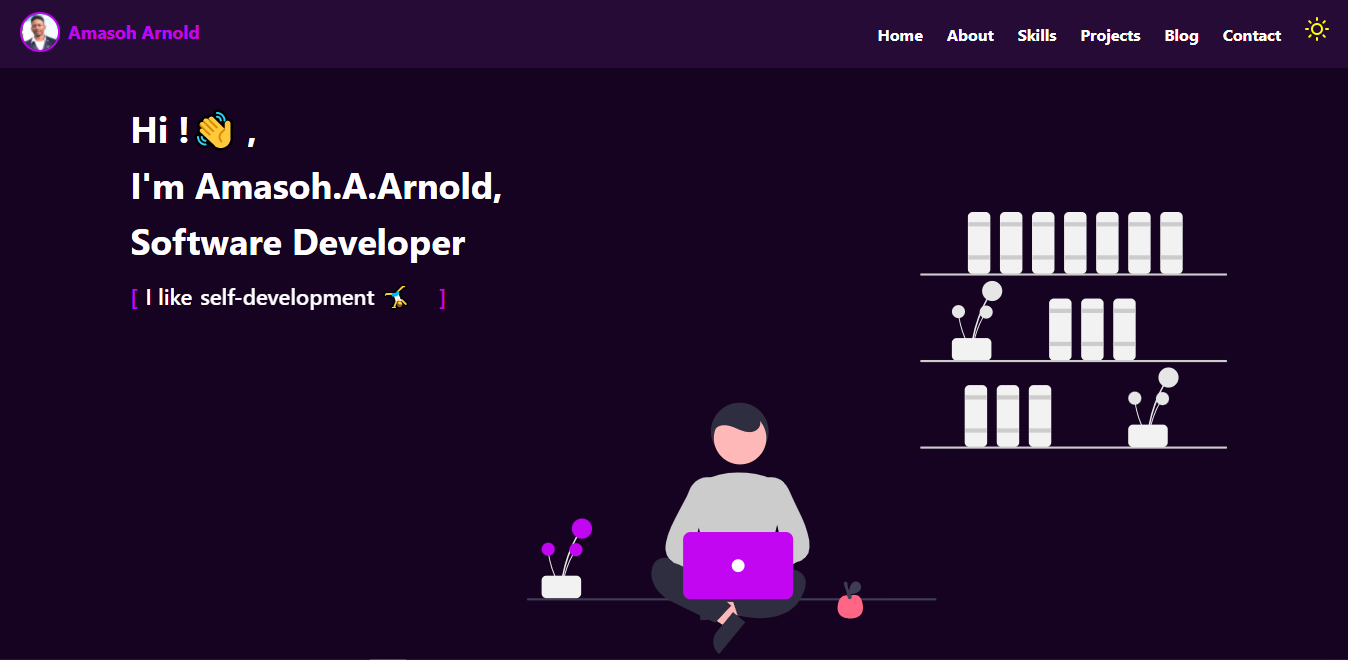 Amasoh Arnold
Home About Skills Projects Blog Contact
Hi !👋 ,
I'm Amasoh.A.Arnold,
Software Developer
[ I like self-development 🤸 ]